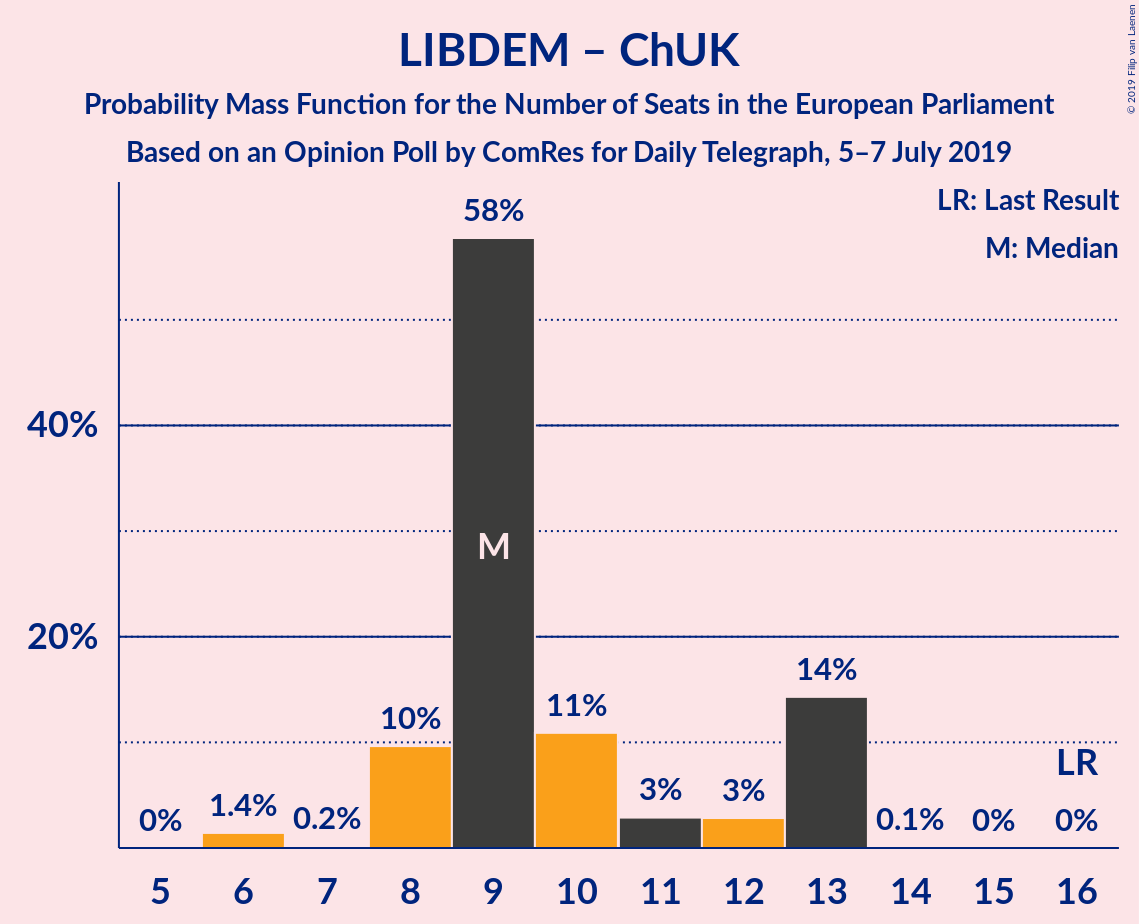 LIBDEM – ChUK
Probability Mass Function for the Number of Seats in the European Parliament
Based on an Opinion Poll by ComRes for Daily Telegraph, 5–7 July 2019
© 2019 Filip van Laenen
LR: Last Result
M: Median
58%
40%
M
20%
14%
11%
10%
LR
3%
3%
1.4%
0%
0.2%
0.1%
0%
0%
5 6 7 8 9 10 11 12 13 14 15 16